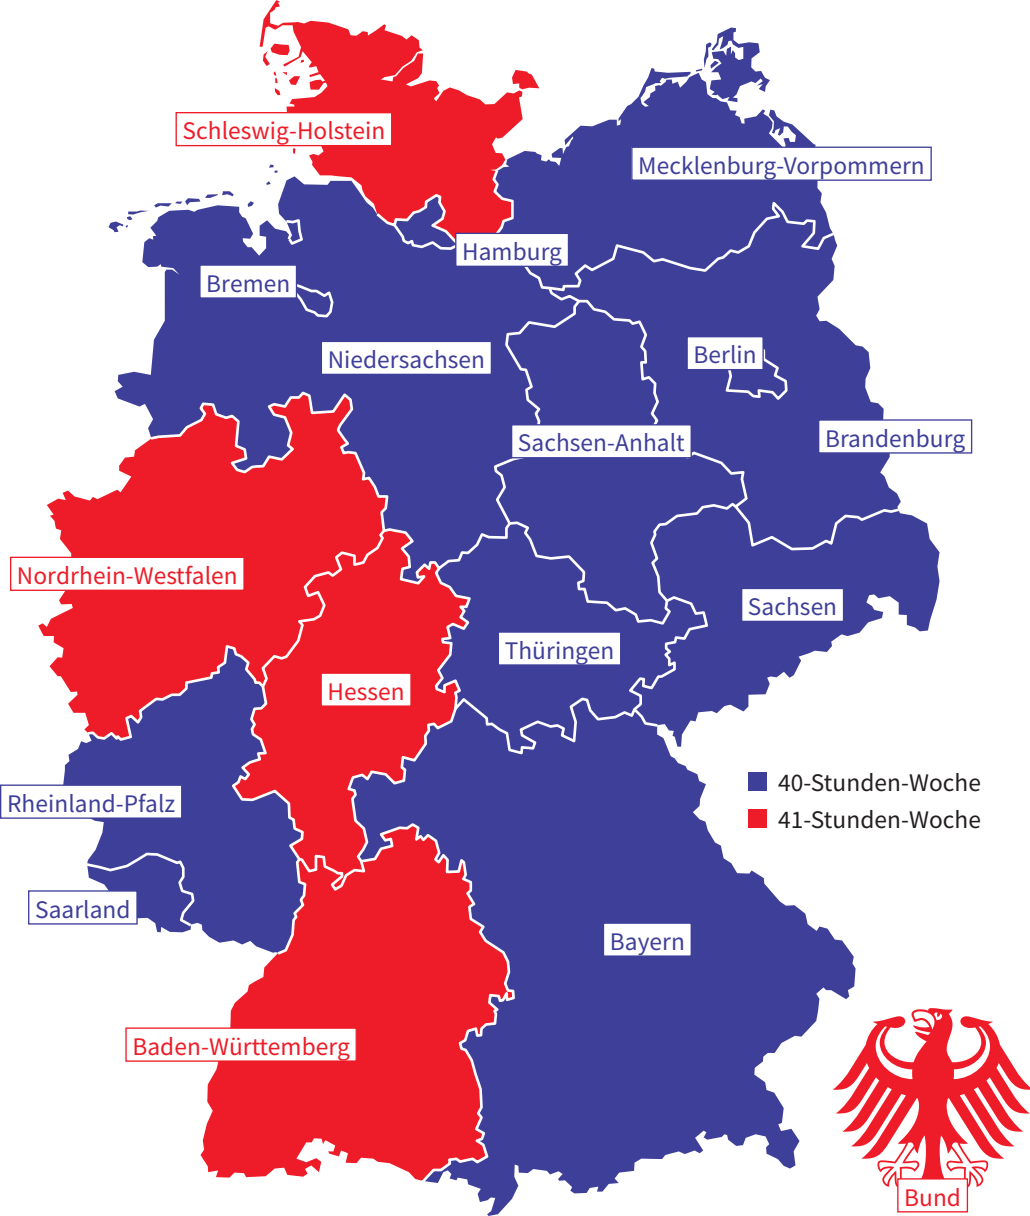 Schleswig-Holstein
Mecklenburg-Vorpommern
Hamburg
Bremen
Niedersachsen
Berlin
Brandenburg
Sachsen-Anhalt
Nordrhein-Westfalen
Sachsen
Thüringen
Hessen
40-Stunden-Woche
Rheinland-Pfalz
41-Stunden-Woche
Saarland
Bayern
Baden-Württemberg
Bund